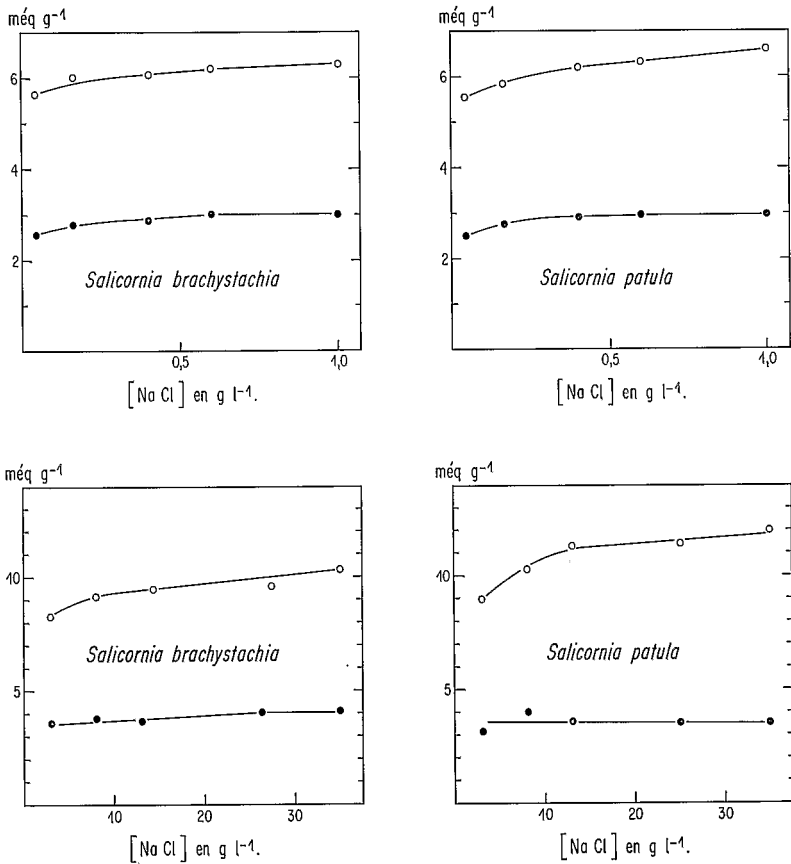 méq g⁻¹
6
4
2
Salicornia brachystachia
0,5
1,0
[Na Cl] en g l⁻¹.
méq g⁻¹
6
4
2
Salicornia patula
0,5
1,0
[Na Cl] en g l⁻¹.
méq g⁻¹
10
Salicornia brachystachia
5
10
20
30
[Na Cl] en g l⁻¹.
méq g⁻¹
10
Salicornia patula
5
10
20
30
[Na Cl] en g l⁻¹.